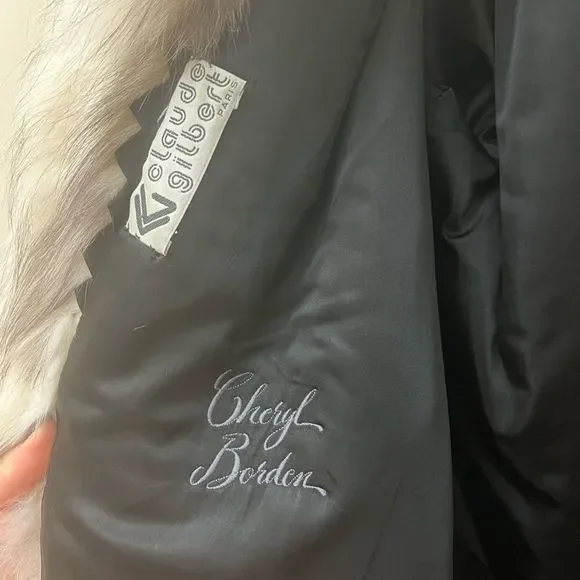 claude
gilbert
PARIS
Cheryl
Borden